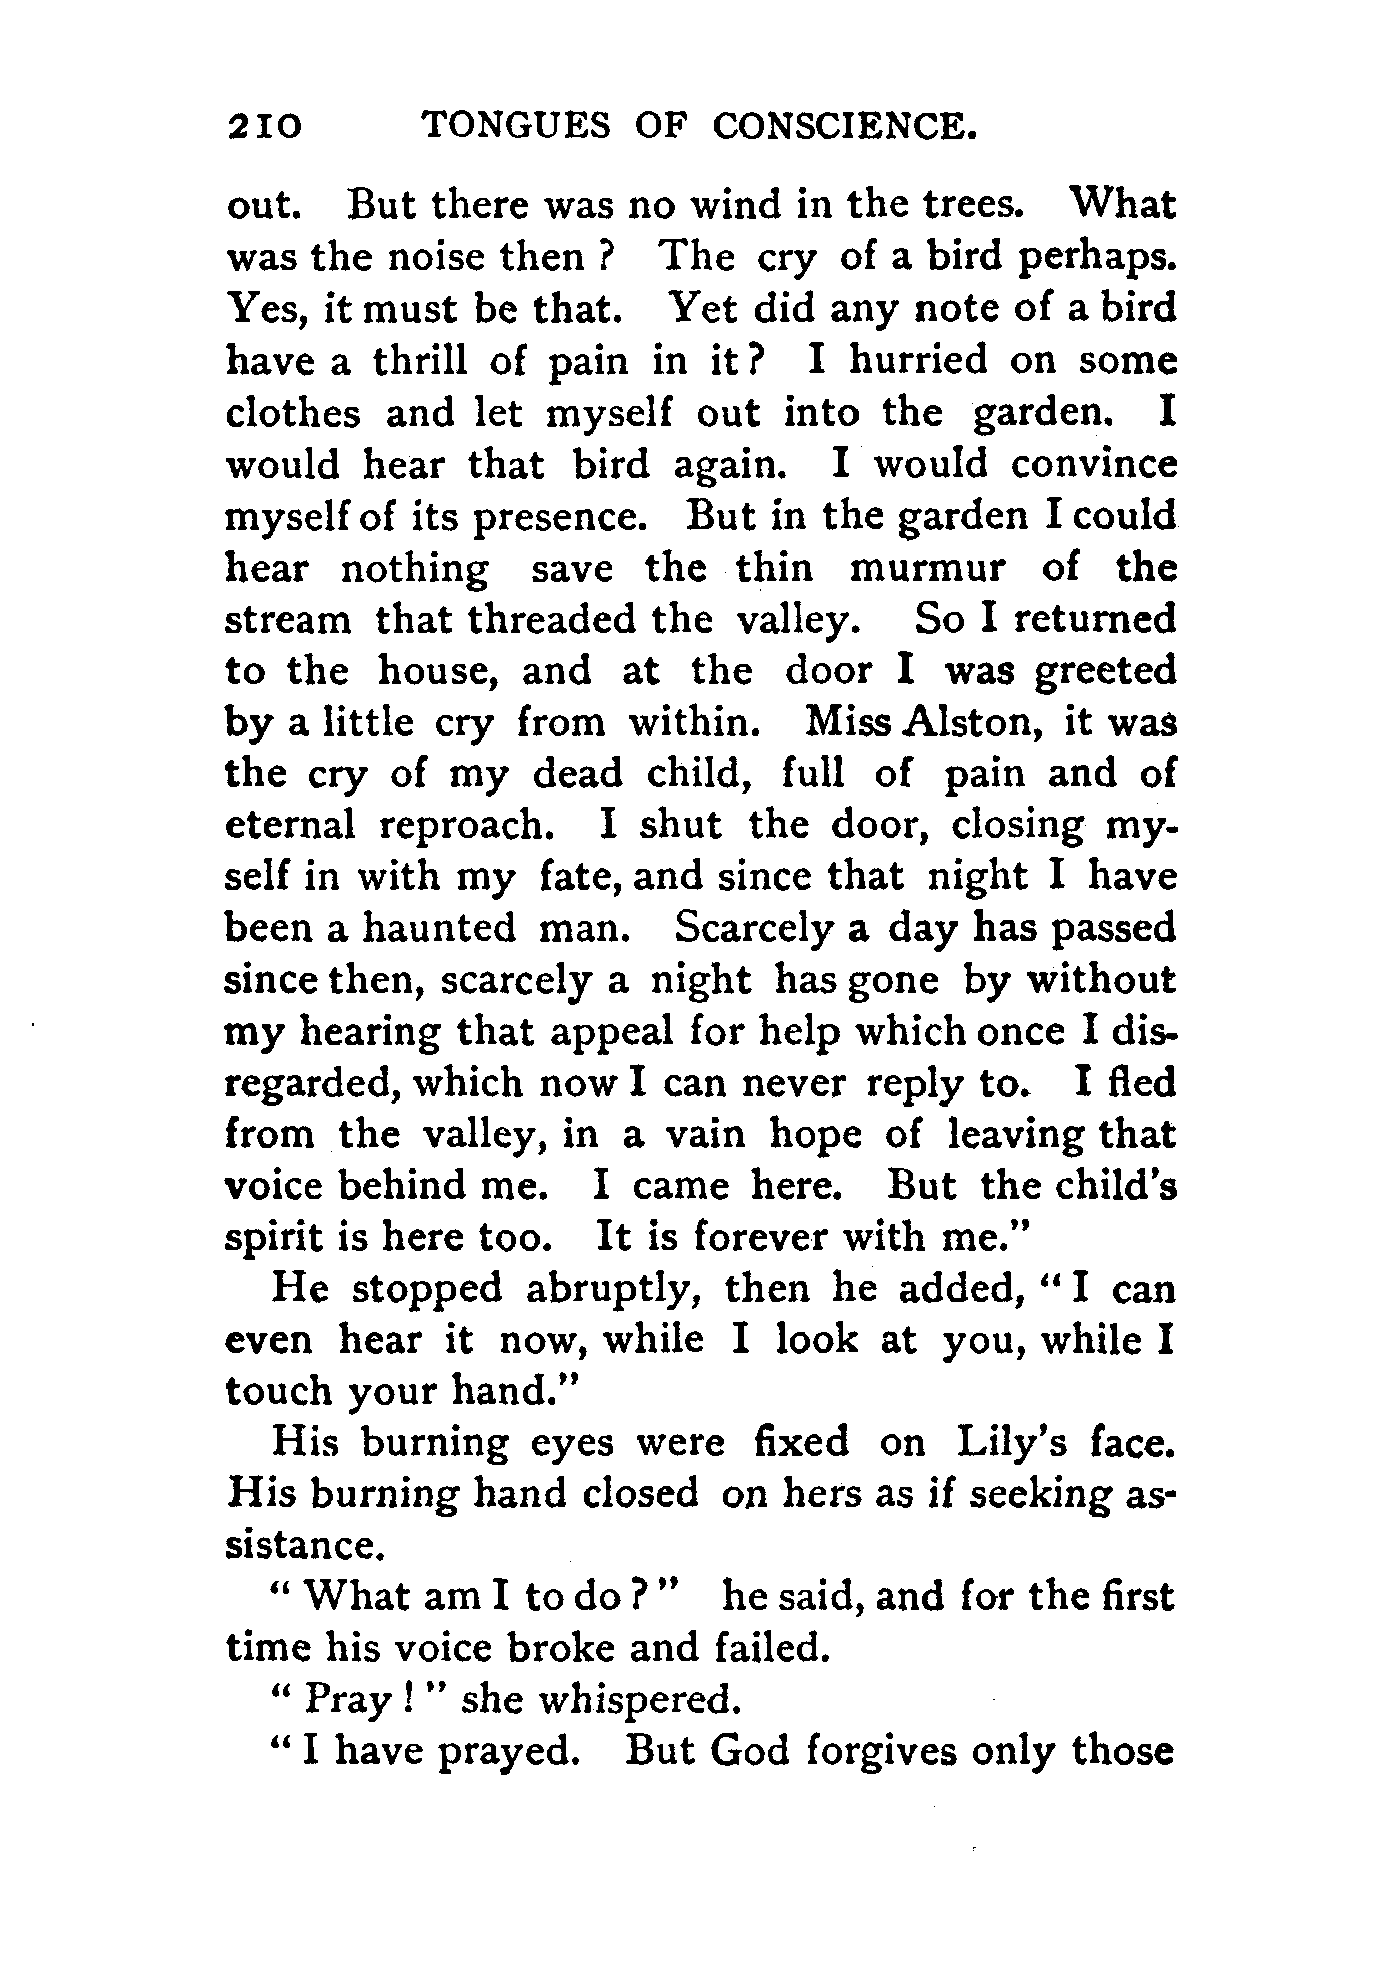 210 TONGUES OF CONSCIENCE.
out. But there was no wind in the trees. What
was the noise then ? The cry of a bird perhaps.
Yes, it must be that. Yet did any note of a bird
have a thrill of pain in it ? I hurried on some
clothes and let myself out into the garden. I
would hear that bird again. I would convince
myself of its presence. But in the garden I could
hear nothing save the thin murmur of the
stream that threaded the valley. So I returned
to the house, and at the door I was greeted
by a little cry from within. Miss Alston, it was
the cry of my dead child, full of pain and of
eternal reproach. I shut the door, closing my-
self in with my fate, and since that night I have
been a haunted man. Scarcely a day has passed
since then, scarcely a night has gone by without
my hearing that appeal for help which once I dis-
regarded, which now I can never reply to. I fled
from the valley, in a vain hope of leaving that
voice behind me. I came here. But the child's
spirit is here too. It is forever with me."
He stopped abruptly, then he added, " I can
even hear it now, while I look at you, while I
touch your hand."
His burning eyes were fixed on Lily's face.
His burning hand closed on hers as if seeking as-
sistance.
" What am I to do ? " he said, and for the first
time his voice broke and failed.
" Pray ! " she whispered.
" I have prayed. But God forgives only those